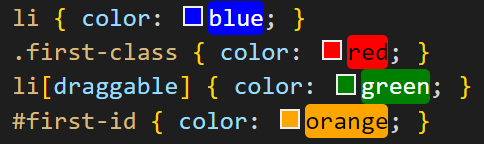 li { color: blue; }
.first-class { color: red; }
li[draggable] { color: green; }
#first-id { color: orange; }